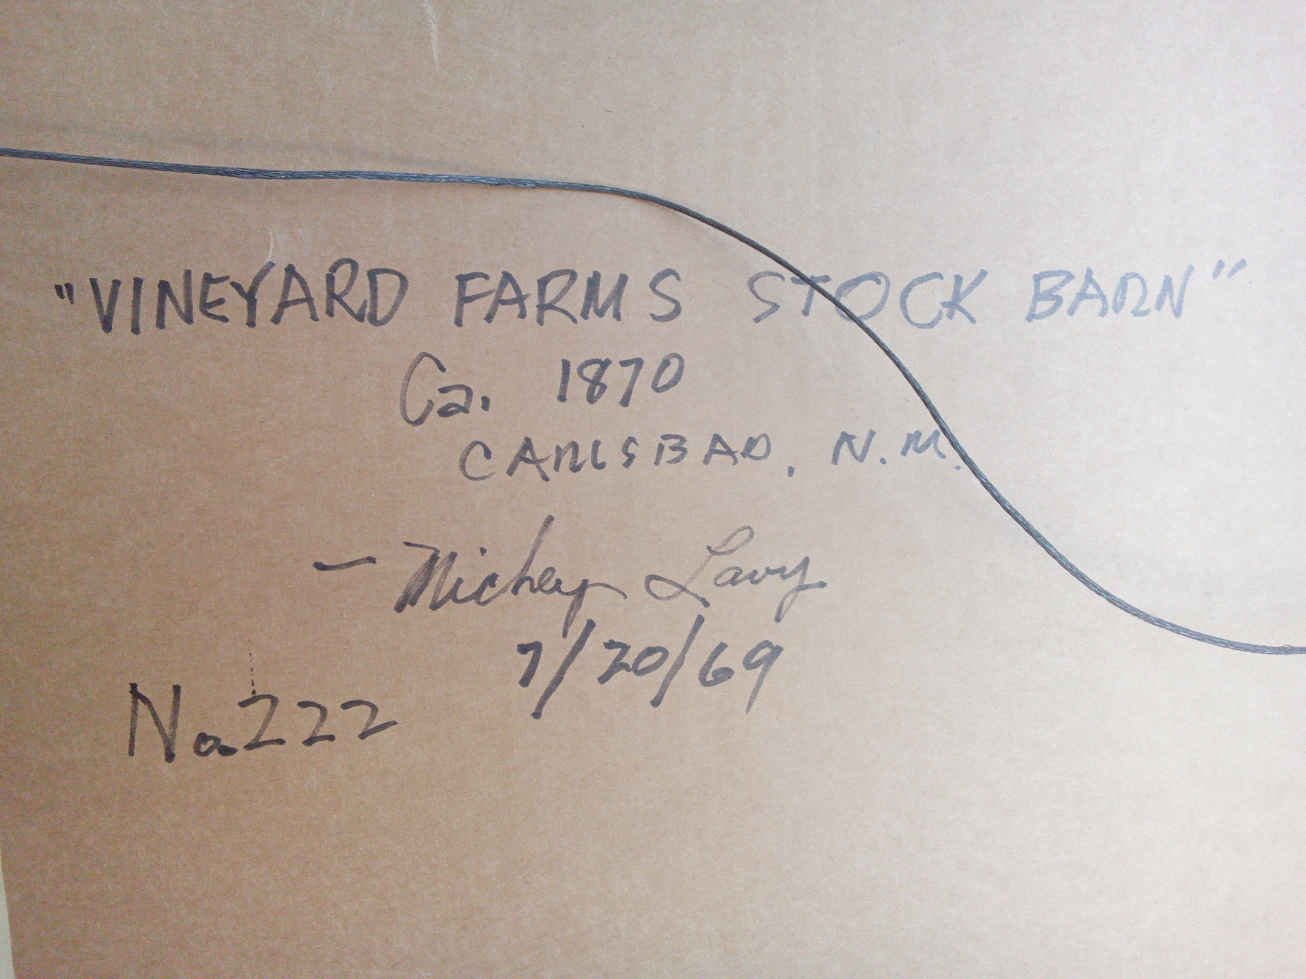 "VINEYARD FARMS STOCK BARN"
Ca. 1870
CARLSBAD, N.M.
- Mickey Lavy
7/20/69
No. 222